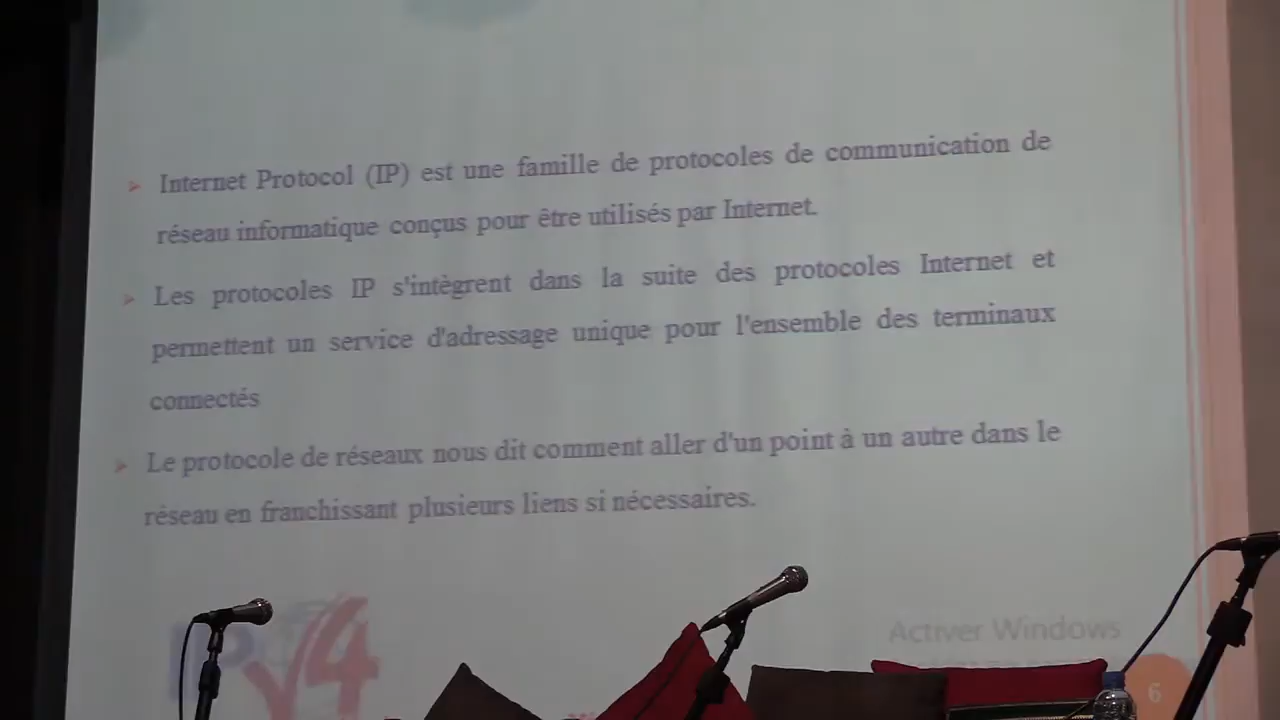 Internet Protocol (IP) est une famille de protocoles de communication de
réseau informatique conçus pour être utilisés par Internet.
Les protocoles IP s'intègrent dans la suite des protocoles Internet et
permettent un service d'adressage unique pour l'ensemble des terminaux
connectés
Le protocole de réseaux nous dit comment aller d'un point à un autre dans le
réseau en franchissant plusieurs liens si nécessaires.
IPv4
Activer Windows
6